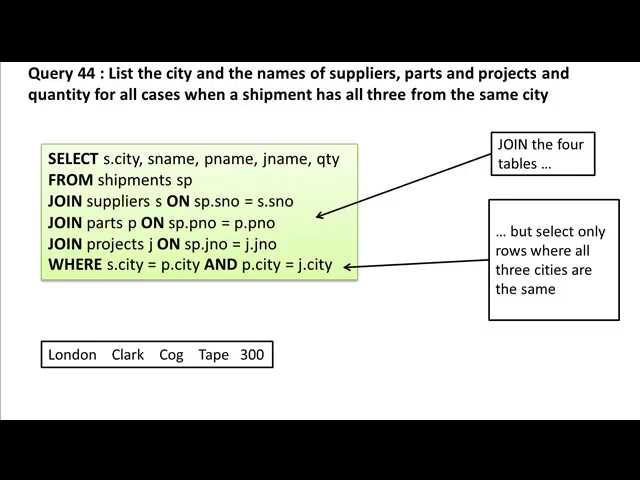 Query 44 : List the city and the names of suppliers, parts and projects and
quantity for all cases when a shipment has all three from the same city
SELECT s.city, sname, pname, jname, qty
FROM shipments sp
JOIN suppliers s ON sp.sno = s.sno
JOIN parts p ON sp.pno = p.pno
JOIN projects j ON sp.jno = j.jno
WHERE s.city = p.city AND p.city = j.city
JOIN the four
tables ...
... but select only
rows where all
three cities are
the same
London Clark Cog Tape 300